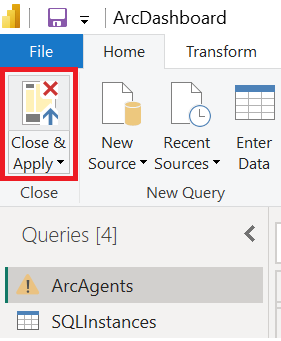 ArcDashboard
File Home Transform
Close &
Apply
New
Source
Recent
Sources
Enter
Data
Close
New Query
Queries [4]
ArcAgents
SQLInstances